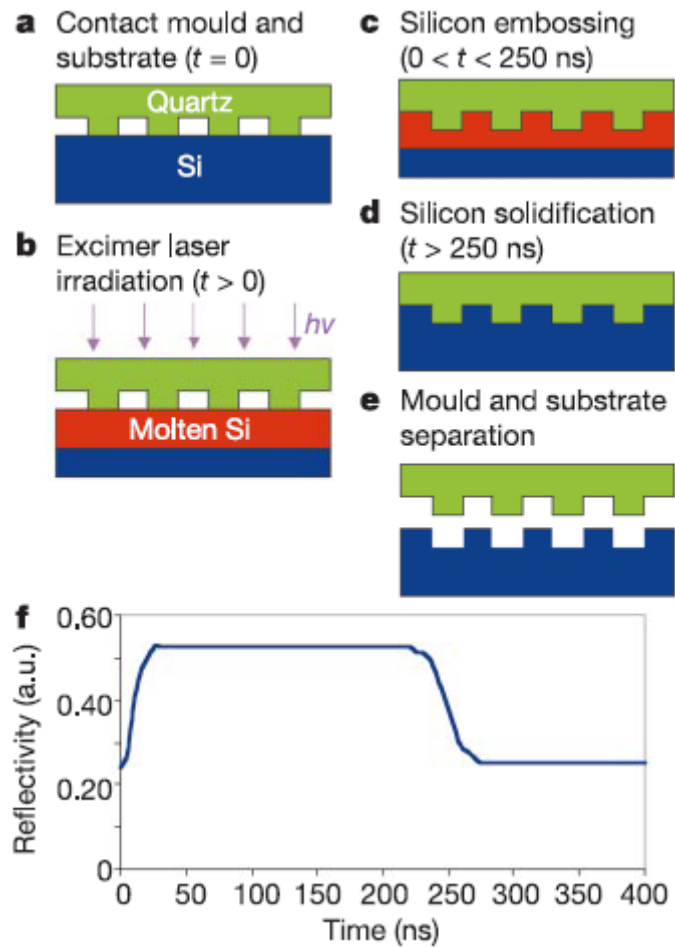 a Contact mould and
substrate (t = 0)
Quartz
Si
b Excimer laser
irradiation (t > 0)
hv
Molten Si
c Silicon embossing
(0 < t < 250 ns)
d Silicon solidification
(t > 250 ns)
e Mould and substrate
separation
f
0.60
0.40
0.20
0
Reflectivity (a.u.)
0 50 100 150 200 250 300 350 400
Time (ns)